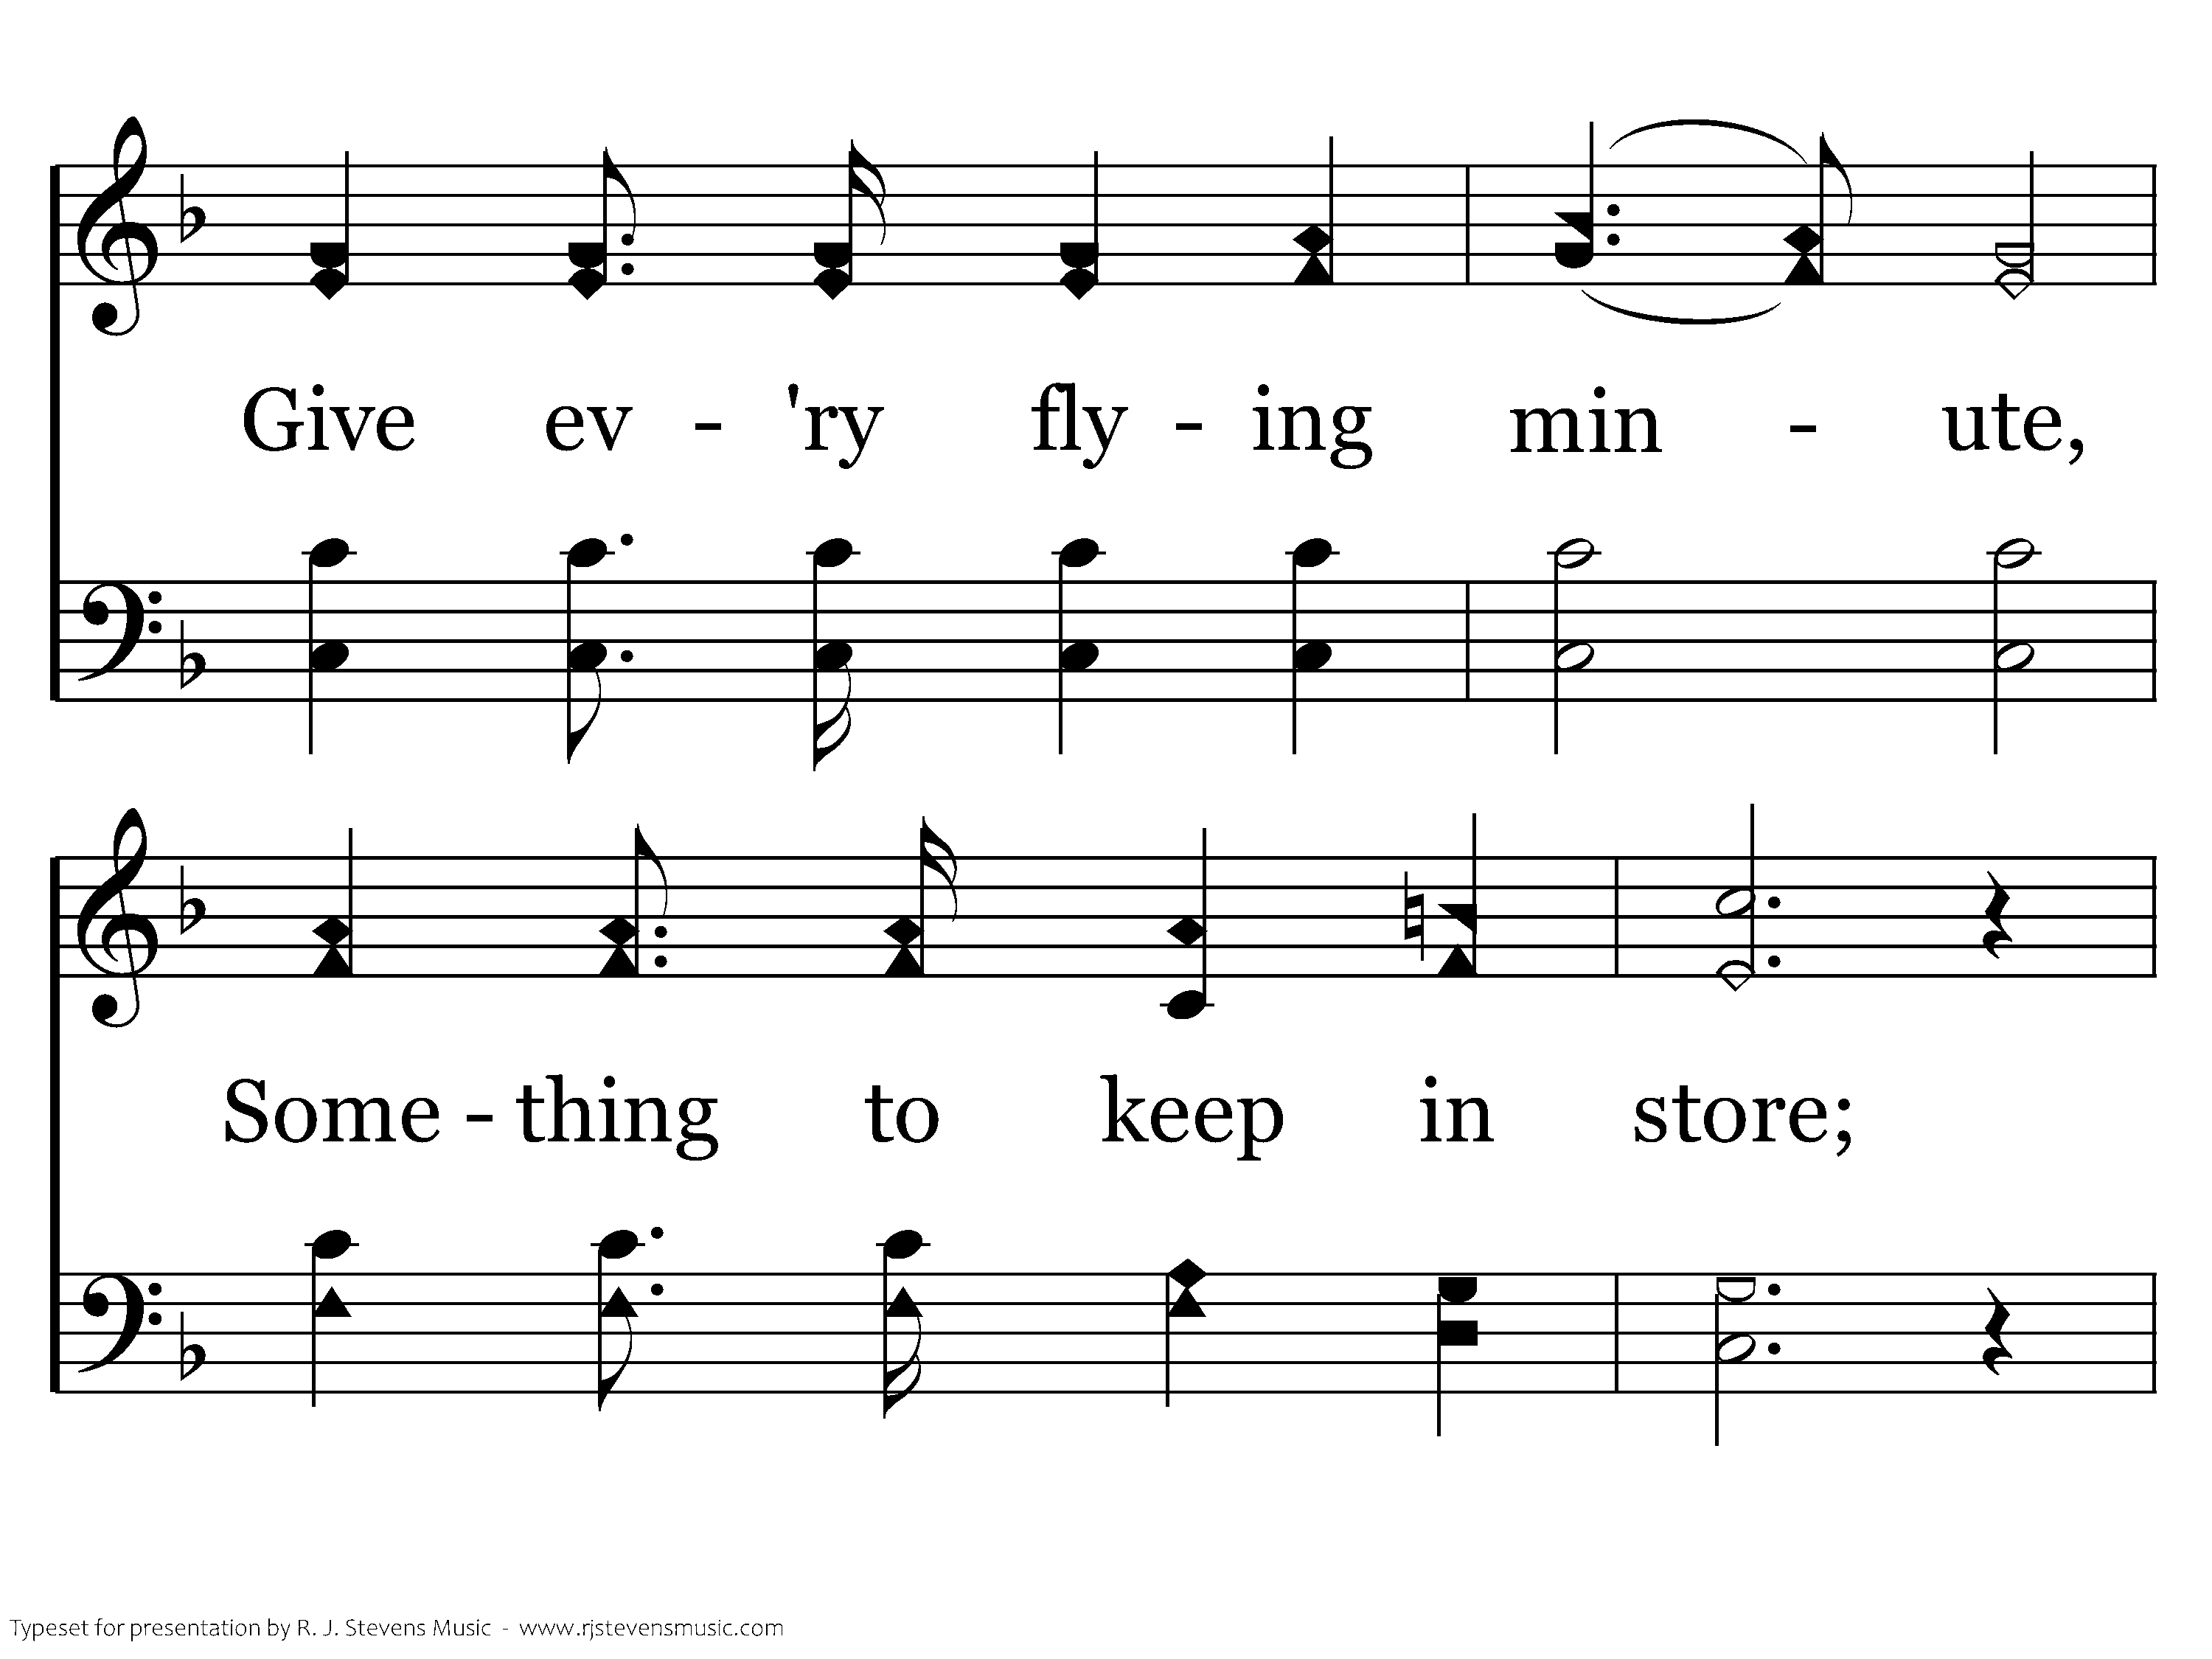 Give ev - 'ry fly - ing min - ute,
Some - thing to keep in store;
Typeset for presentation by R. J. Stevens Music - www.rjstevensmusic.com